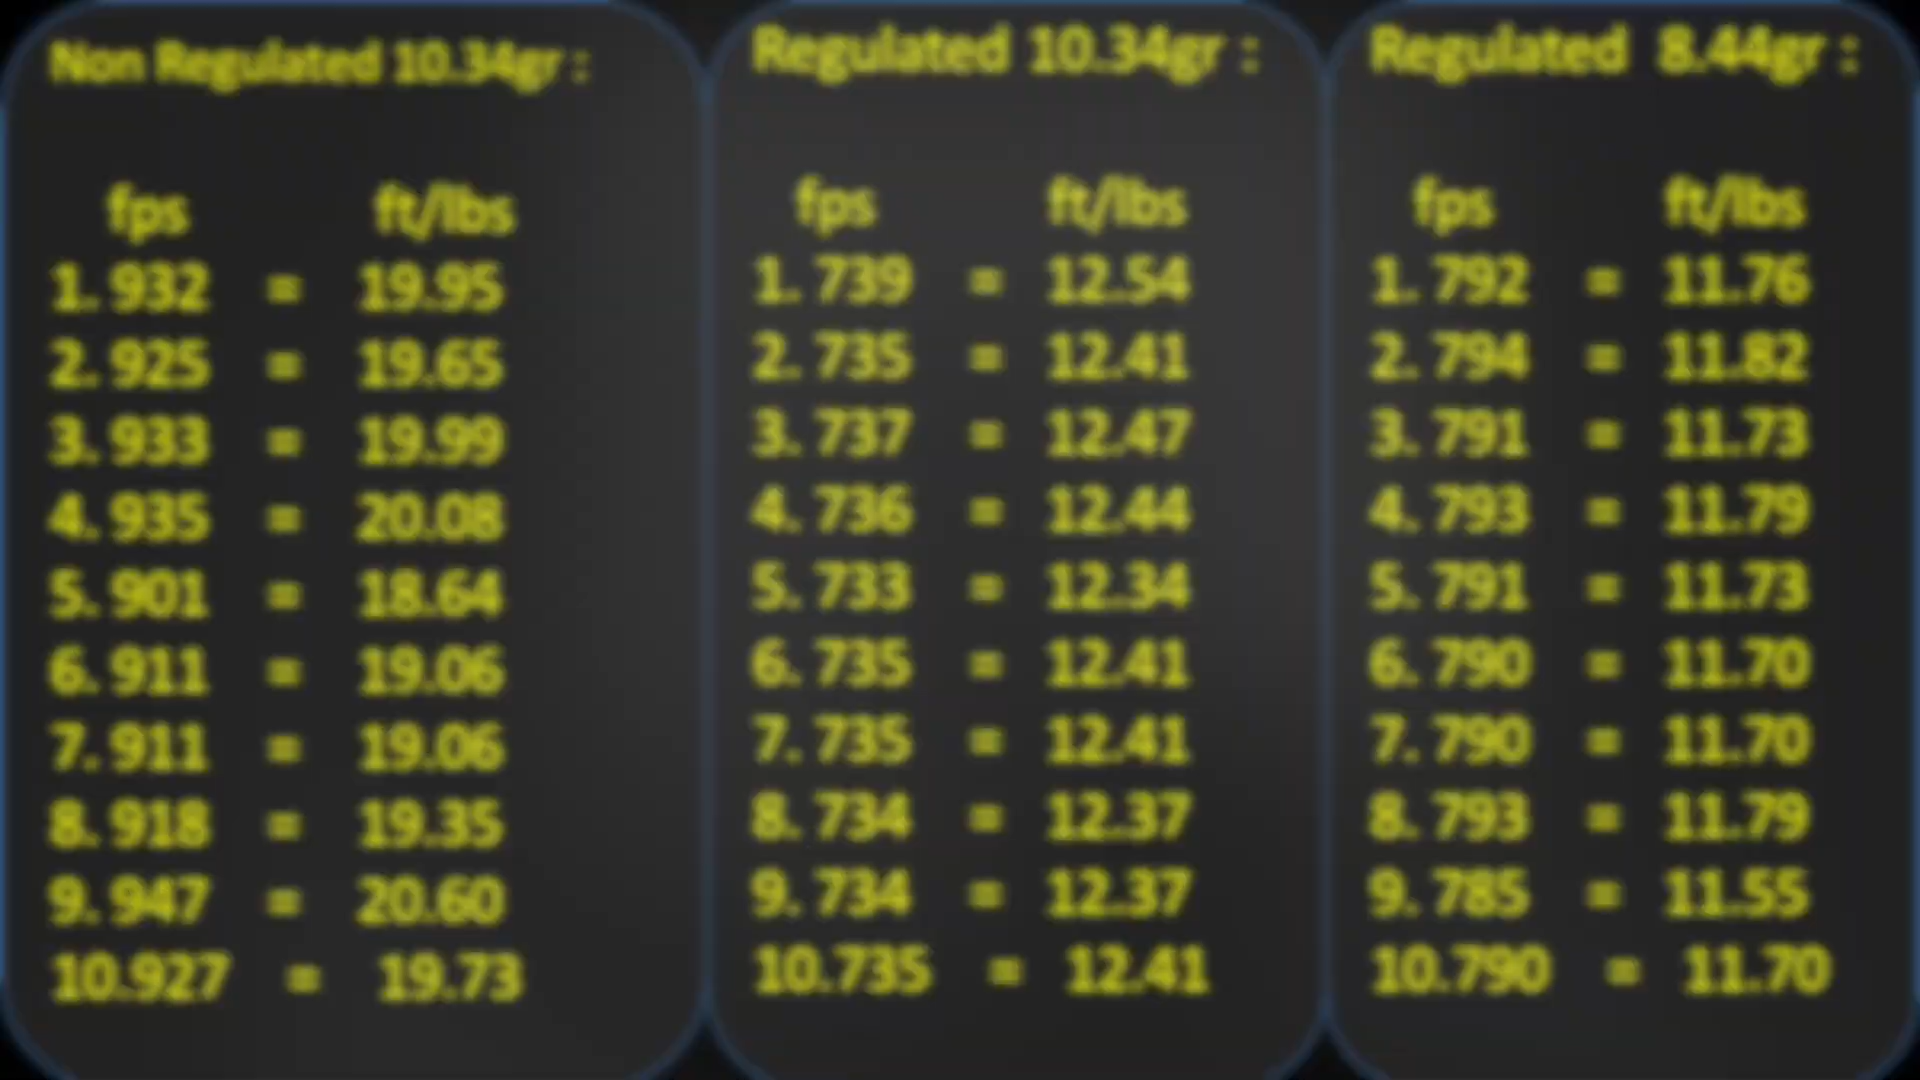 Non Regulated 10.34gr :
fps ft/lbs
1. 932 = 19.95
2. 925 = 19.65
3. 933 = 19.99
4. 935 = 20.08
5. 901 = 18.64
6. 911 = 19.06
7. 911 = 19.06
8. 918 = 19.35
9. 947 = 20.60
10.927 = 19.73
Regulated 10.34gr :
fps ft/lbs
1. 739 = 12.54
2. 735 = 12.41
3. 737 = 12.47
4. 736 = 12.44
5. 733 = 12.34
6. 735 = 12.41
7. 735 = 12.41
8. 734 = 12.37
9. 734 = 12.37
10.735 = 12.41
Regulated 8.44gr :
fps ft/lbs
1. 792 = 11.76
2. 794 = 11.82
3. 791 = 11.73
4. 793 = 11.79
5. 791 = 11.73
6. 790 = 11.70
7. 790 = 11.70
8. 793 = 11.79
9. 785 = 11.55
10.790 = 11.70